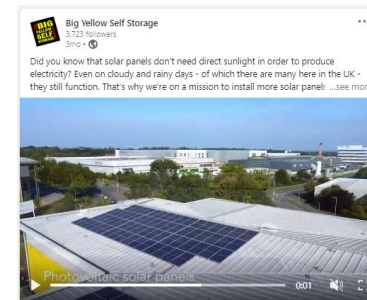 BIG
YELLOW
SELF
STORAGE
Big Yellow Self Storage
3,723 followers
3mo •
Did you know that solar panels don't need direct sunlight in order to produce
electricity? Even on cloudy and rainy days - of which there are many here in the UK -
they still function. That's why we're on a mission to install more solar panels ...see more
Photovoltaic solar panels
0:01